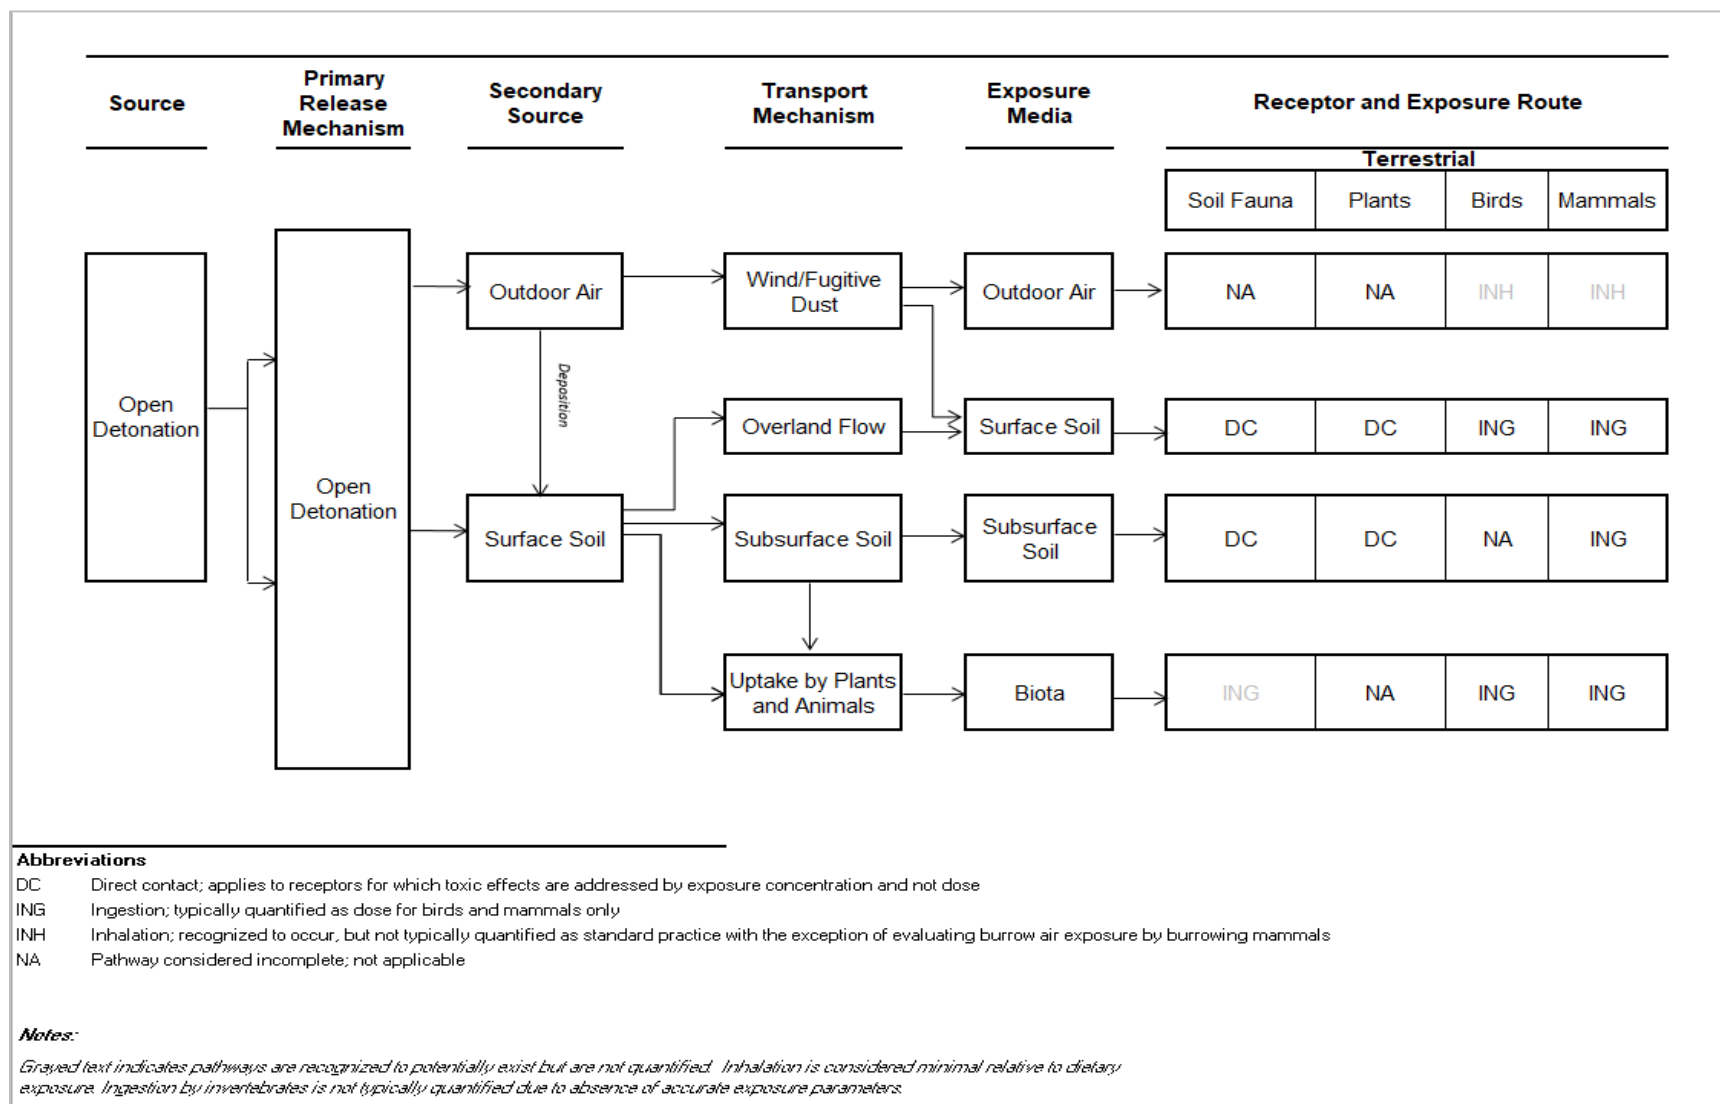 Source
Primary
Release
Mechanism
Secondary
Source
Transport
Mechanism
Exposure
Media
Receptor and Exposure Route
Terrestrial
Soil Fauna Plants Birds Mammals
Open
Detonation
Open
Detonation
Outdoor Air
Deposition
Surface Soil
Wind/Fugitive
Dust
Outdoor Air
NA NA INH INH
Overland Flow
Surface Soil
DC DC ING ING
Subsurface Soil
Subsurface
Soil
DC DC NA ING
Uptake by Plants
and Animals
Biota
ING NA ING ING
Abbreviations
DC Direct contact; applies to receptors for which toxic effects are addressed by exposure concentration and not dose
ING Ingestion; typically quantified as dose for birds and mammals only
INH Inhalation; recognized to occur, but not typically quantified as standard practice with the exception of evaluating burrow air exposure by burrowing mammals
NA Pathway considered incomplete; not applicable
Notes:
Grayed text indicates pathways are recognized to potentially exist but are not quantified. Inhalation is considered minimal relative to dietary
exposure. Ingestion by invertebrates is not typically quantified due to absence of accurate exposure parameters.